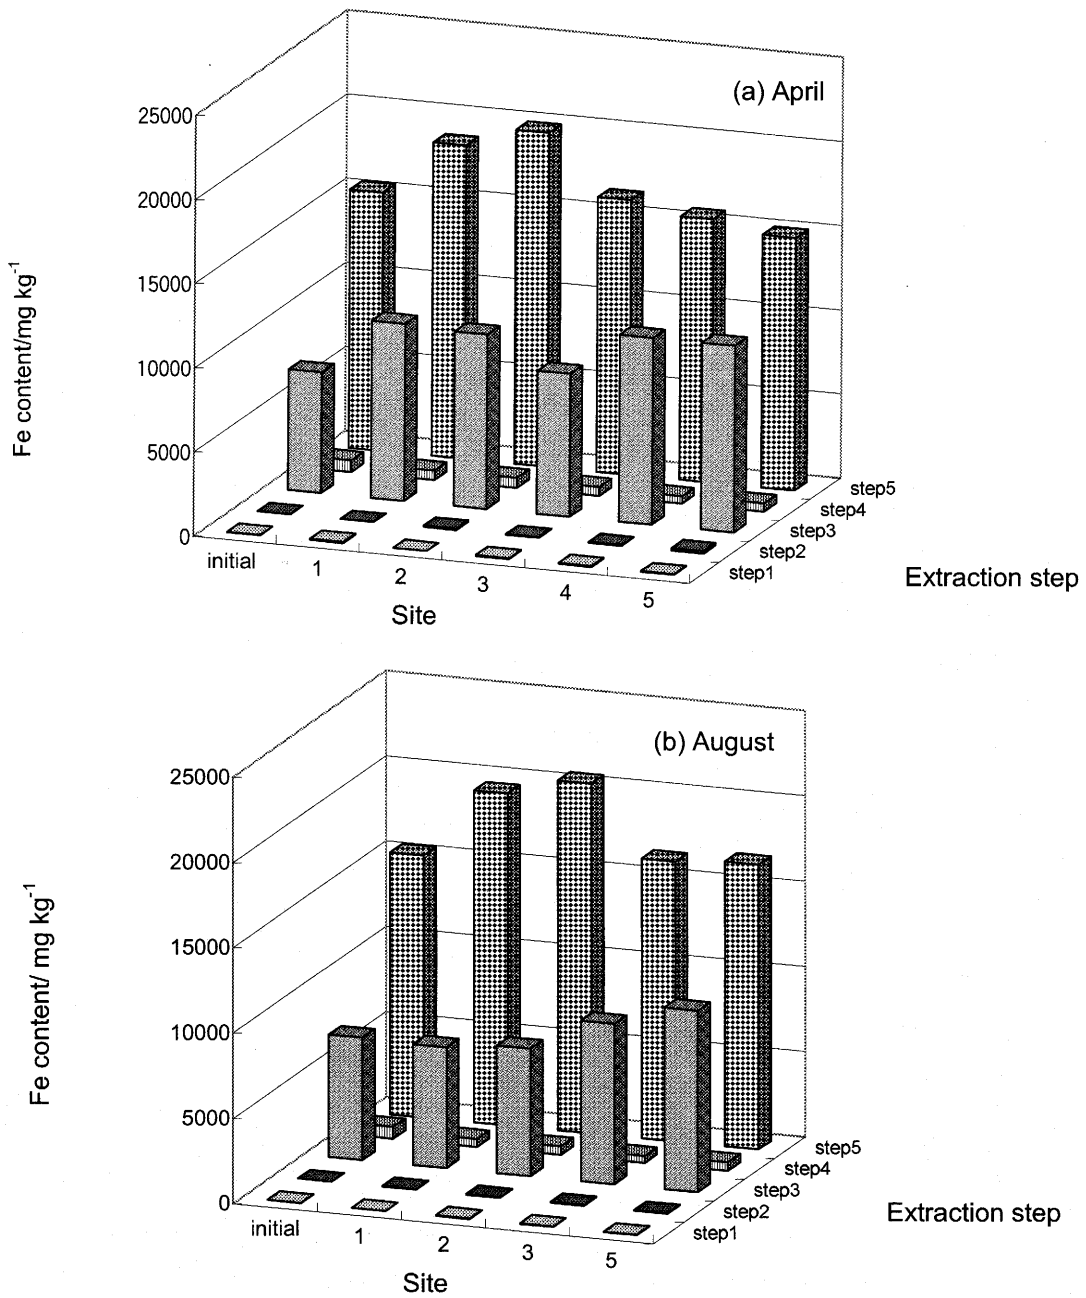 (a) April
25000
20000
15000
10000
5000
0
Fe content/mg kg-1
initial
1
2
3
4
5
Site
step1
step2
step3
step4
step5
Extraction step
(b) August
25000
20000
15000
10000
5000
0
Fe content/ mg kg-1
initial
1
2
3
5
Site
step1
step2
step3
step4
step5
Extraction step